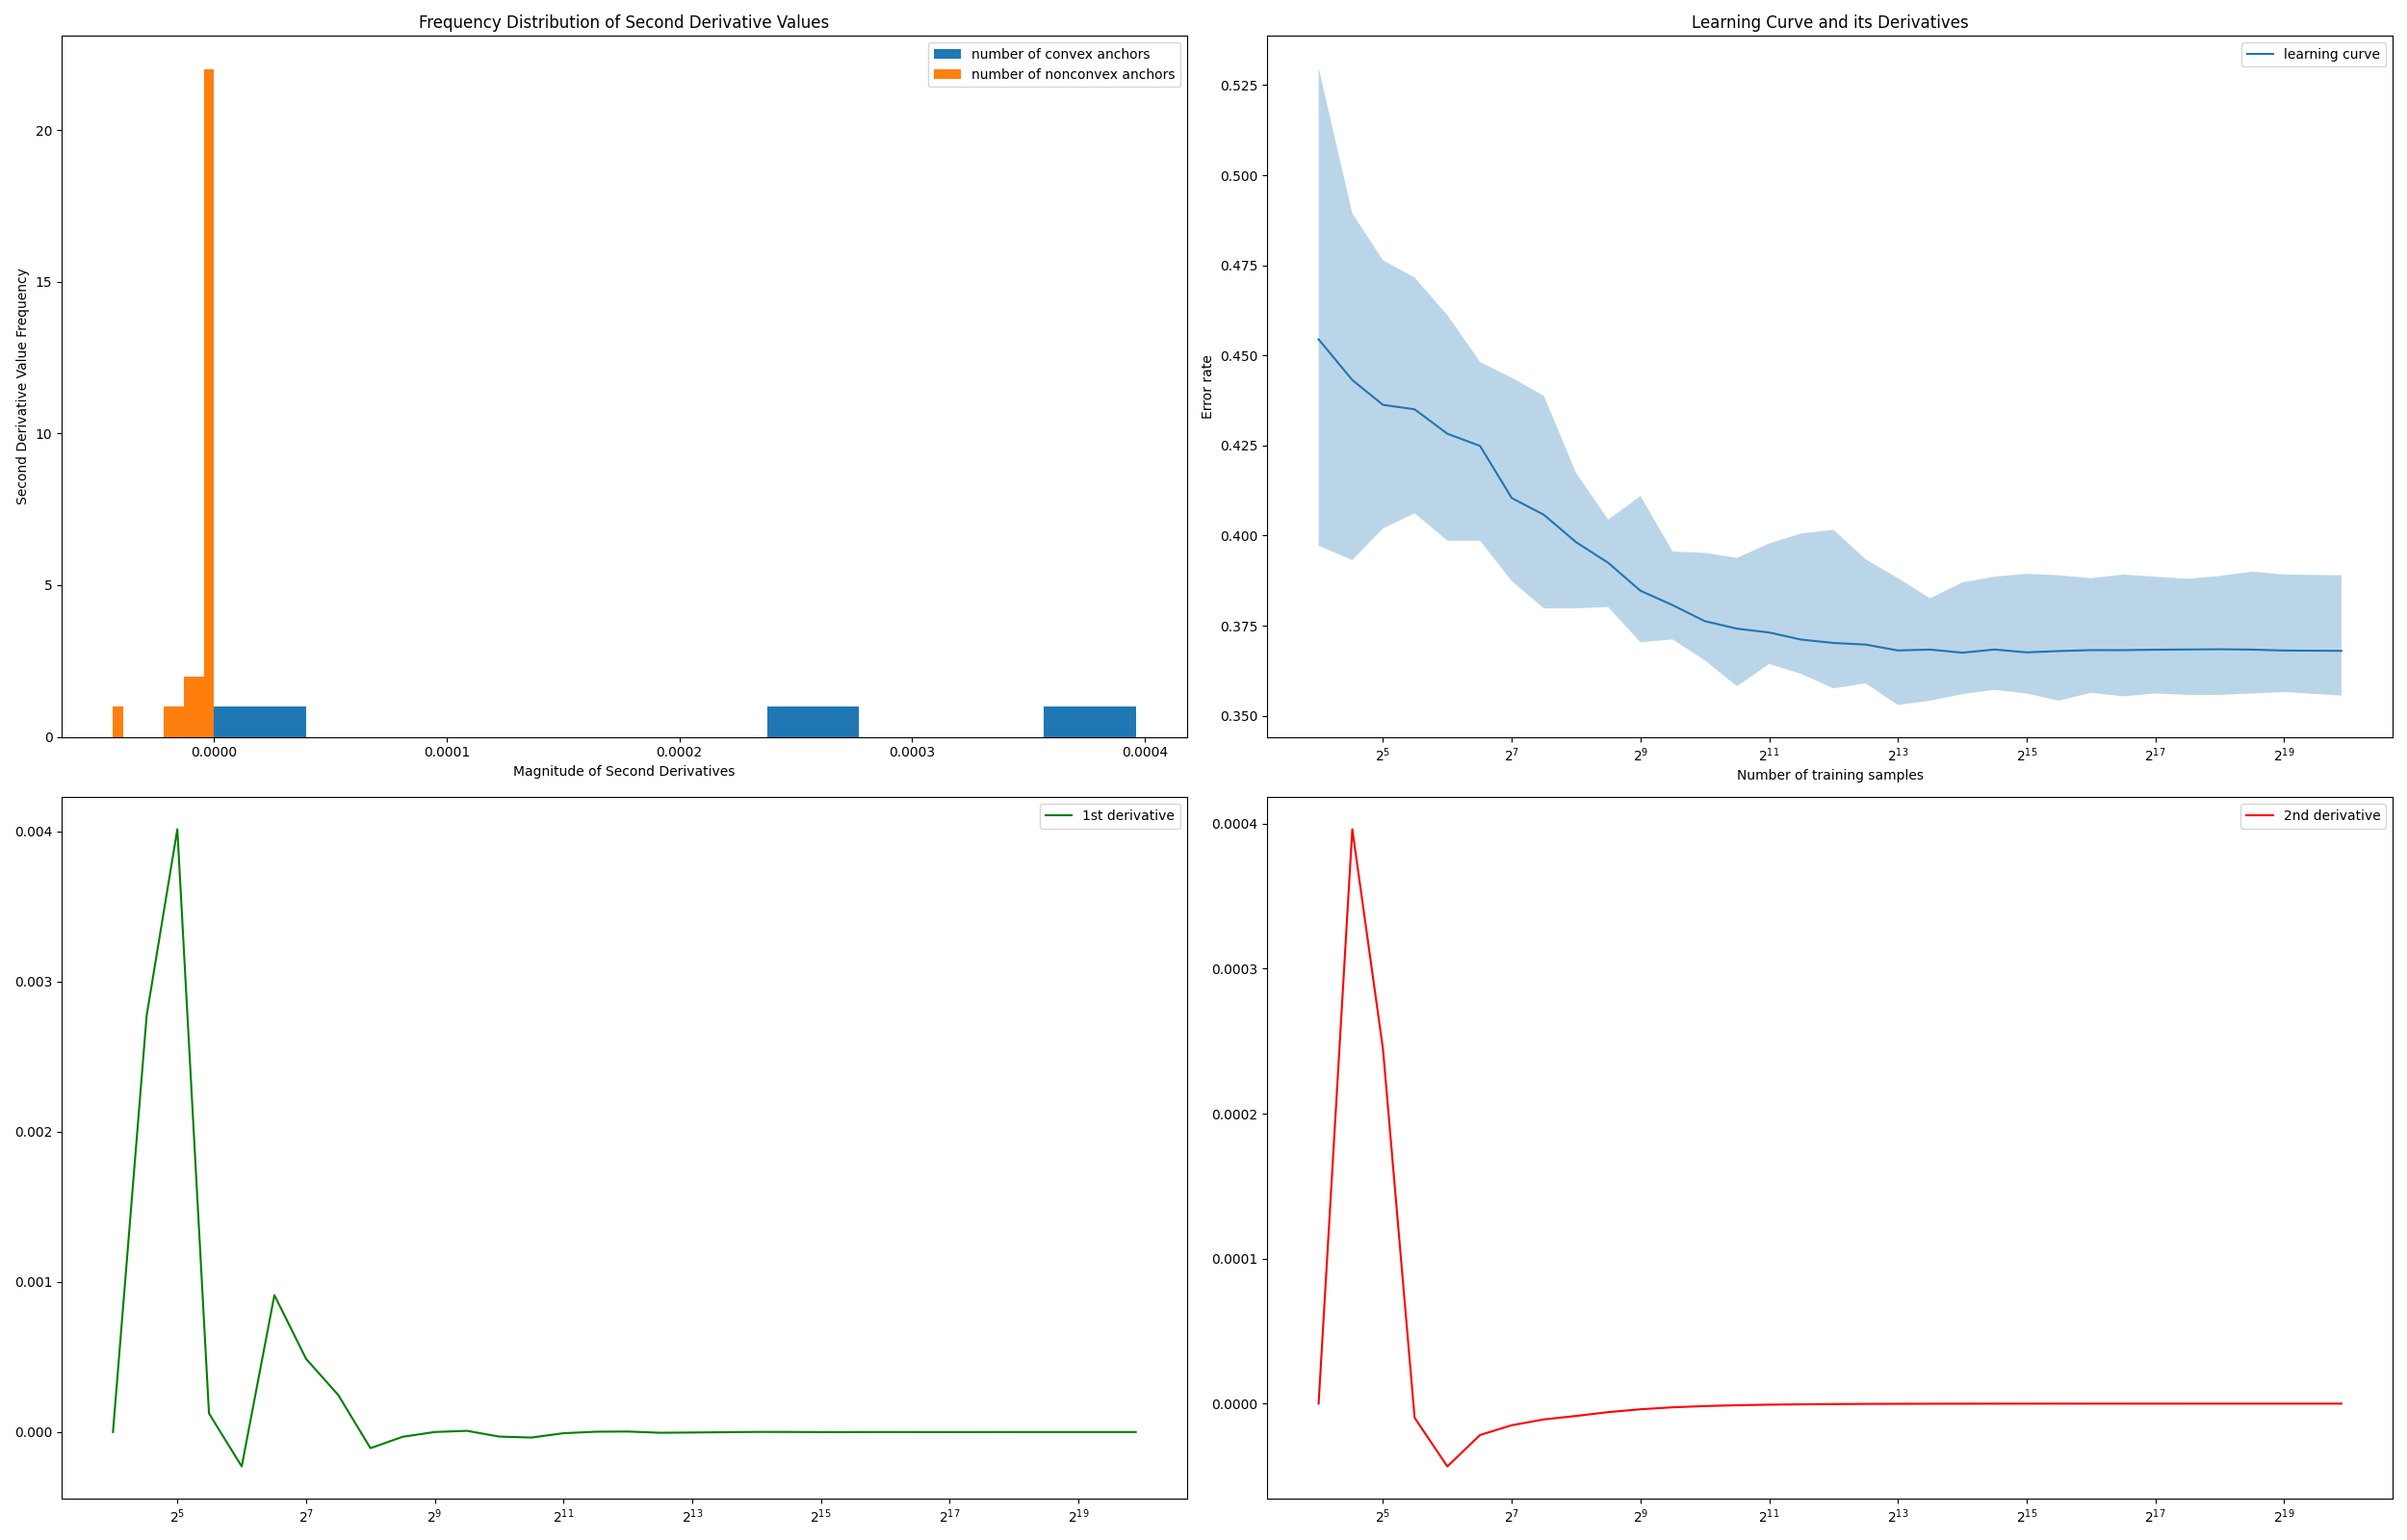 Frequency Distribution of Second Derivative Values
number of convex anchors
number of nonconvex anchors
Second Derivative Value Frequency
20
15
10
5
0
0.0000 0.0001 0.0002 0.0003 0.0004
Magnitude of Second Derivatives
Learning Curve and its Derivatives
learning curve
Error rate
0.525
0.500
0.475
0.450
0.425
0.400
0.375
0.350
2^5 2^7 2^9 2^11 2^13 2^15 2^17 2^19
Number of training samples
1st derivative
0.004
0.003
0.002
0.001
0.000
2^5 2^7 2^9 2^11 2^13 2^15 2^17 2^19
2nd derivative
0.0004
0.0003
0.0002
0.0001
0.0000
2^5 2^7 2^9 2^11 2^13 2^15 2^17 2^19